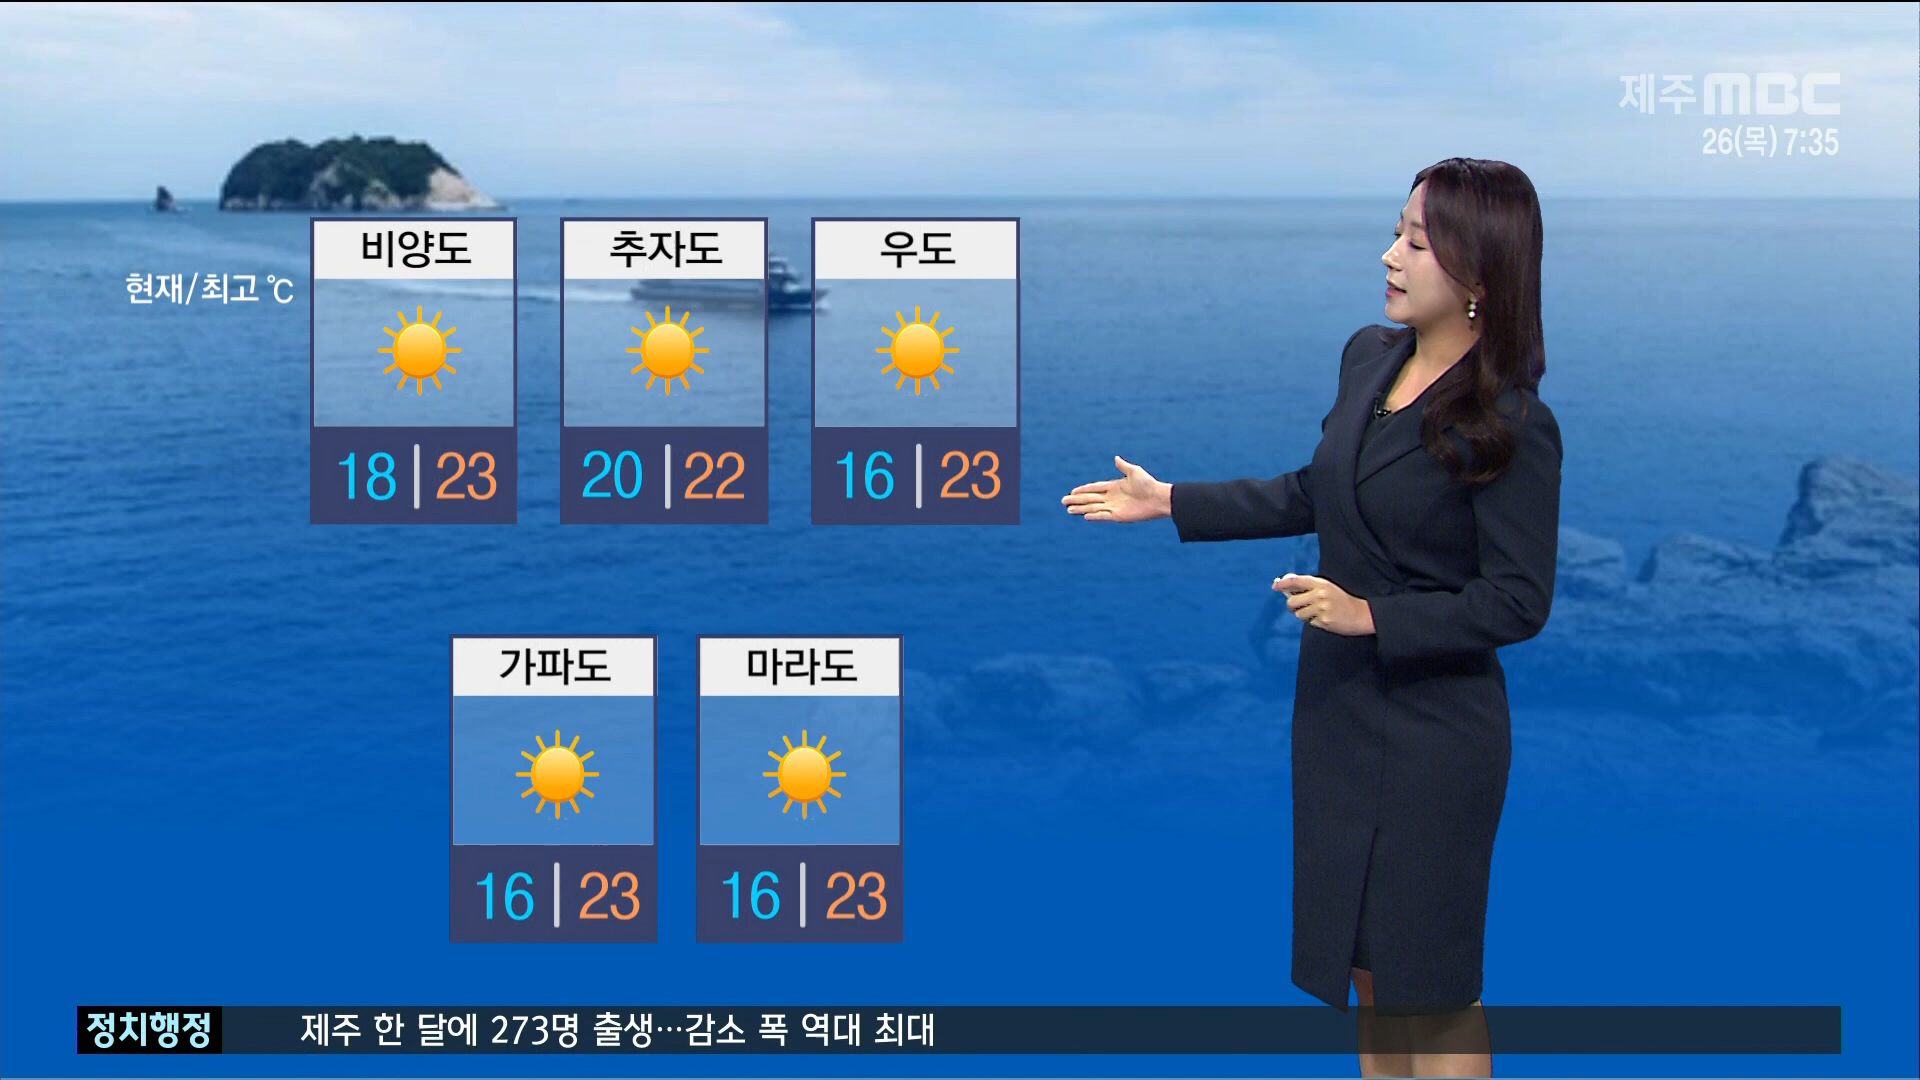 제주MBC
26(목) 7:35
현재/최고 ℃
비양도 추자도 우도
18 23 20 22 16 23
가파도 마라도
16 23 16 23
정치행정 제주 한 달에 273명 출생…감소 폭 역대 최대